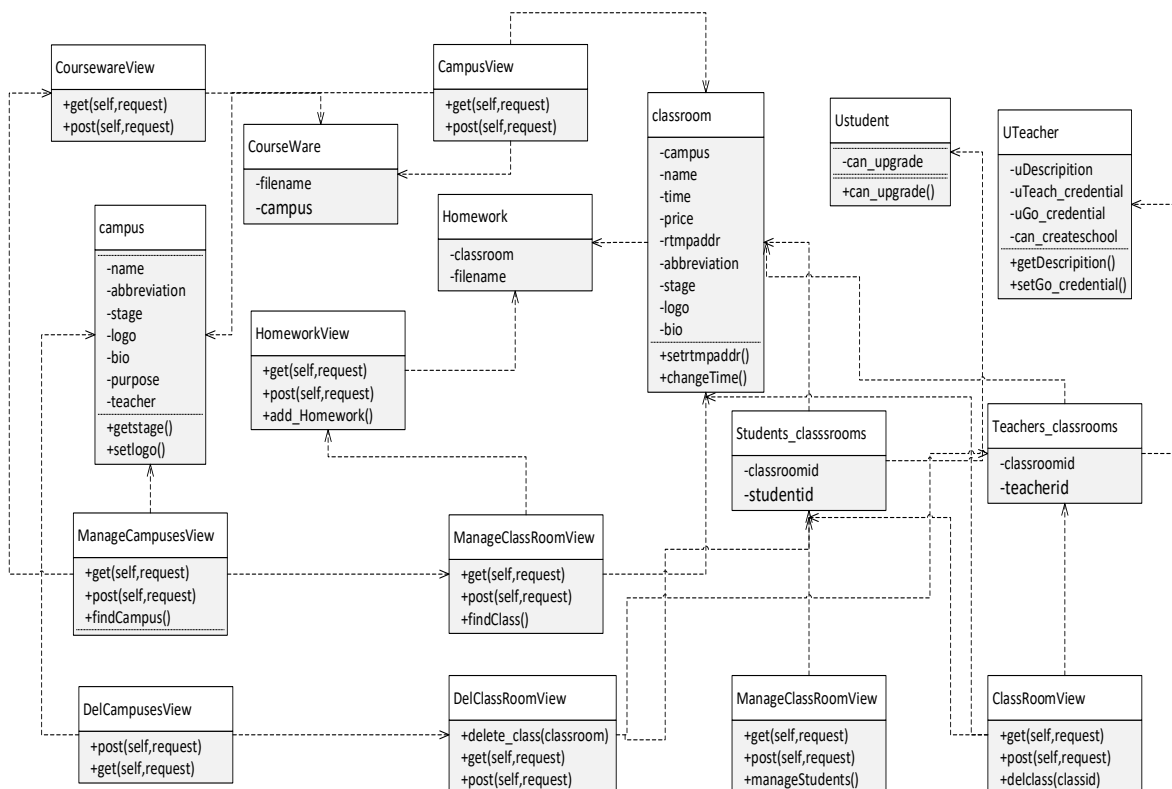 CoursewareView
+get(self,request)
+post(self,request)
CampusView
+get(self,request)
+post(self,request)
CourseWare
-filename
-campus
classroom
-campus
-name
-time
-price
-rtmpaddr
-abbreviation
-stage
-logo
-bio
+setrtmpaddr()
+changeTime()
Ustudent
-can_upgrade
+can_upgrade()
UTeacher
-uDescripition
-uTeach_credential
-uGo_credential
-can_createschool
+getDescripition()
+setGo_credential()
campus
-name
-abbreviation
-stage
-logo
-bio
-purpose
-teacher
+getstage()
+setlogo()
Homework
-classroom
-filename
HomeworkView
+get(self,request)
+post(self,request)
+add_Homework()
Students_classsrooms
-classroomid
-studentid
Teachers_classrooms
-classroomid
-teacherid
ManageCampusesView
+get(self,request)
+post(self,request)
+findCampus()
ManageClassRoomView
+get(self,request)
+post(self,request)
+findClass()
DelCampusesView
+post(self,request)
+get(self,request)
DelClassRoomView
+delete_class(classroom)
+get(self,request)
+post(self,request)
ManageClassRoomView
+get(self,request)
+post(self,request)
+manageStudents()
ClassRoomView
+get(self,request)
+post(self,request)
+delclass(classid)